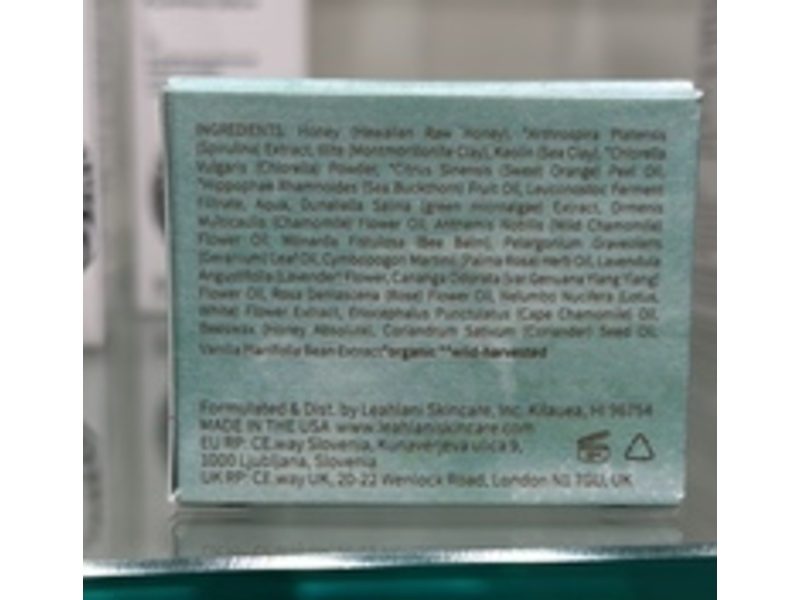 INGREDIENTS: Honey (Hawaiian Raw Honey), *Arthrospira Platensis
(Spirulina) Extract, Illite (Montmorillonite Clay), Kaolin (Sea Clay), *Chlorella
Vulgaris (Chlorella) Powder, *Citrus Sinensis (Sweet Orange) Peel Oil,
*Hippophae Rhamnoides (Sea Buckthorn) Fruit Oil, Leuconostoc Ferment
Filtrate, Aqua, Dunaliella Salina (green microalgae) Extract, Ormenis
Multicaulis (Chamomile) Flower Oil, Anthemis Nobilis (Wild Chamomile)
Flower Oil, Monarda Fistulosa (Bee Balm), Pelargonium Graveolens
(Geranium) Leaf Oil, Cymbopogon Martini (Palma Rosa) Herb Oil, Lavendula
Angustifolia (Lavender) Flower, Cananga Odorata (var Genuana Ylang Ylang)
Flower Oil, Rosa Damascena (Rose) Flower Oil, Nelumbo Nucifera (Lotus,
White) Flower Extract, Eriocephalus Punctulatus (Cape Chamomile) Oil,
Beeswax (Honey Absolute), Coriandrum Sativum (Coriander) Seed Oil,
Vanilla Planifolia Bean Extract *organic **wild-harvested
Formulated & Dist. by Leahlani Skincare, Inc. Kilauea, HI 96754
MADE IN THE USA www.leahlaniskincare.com
EU RP: CE.way Slovenia, Kunaverjeva ulica 9,
1000 Ljubljana, Slovenia
UK RP: CE.way UK, 20-22 Wenlock Road, London N1 7GU, UK